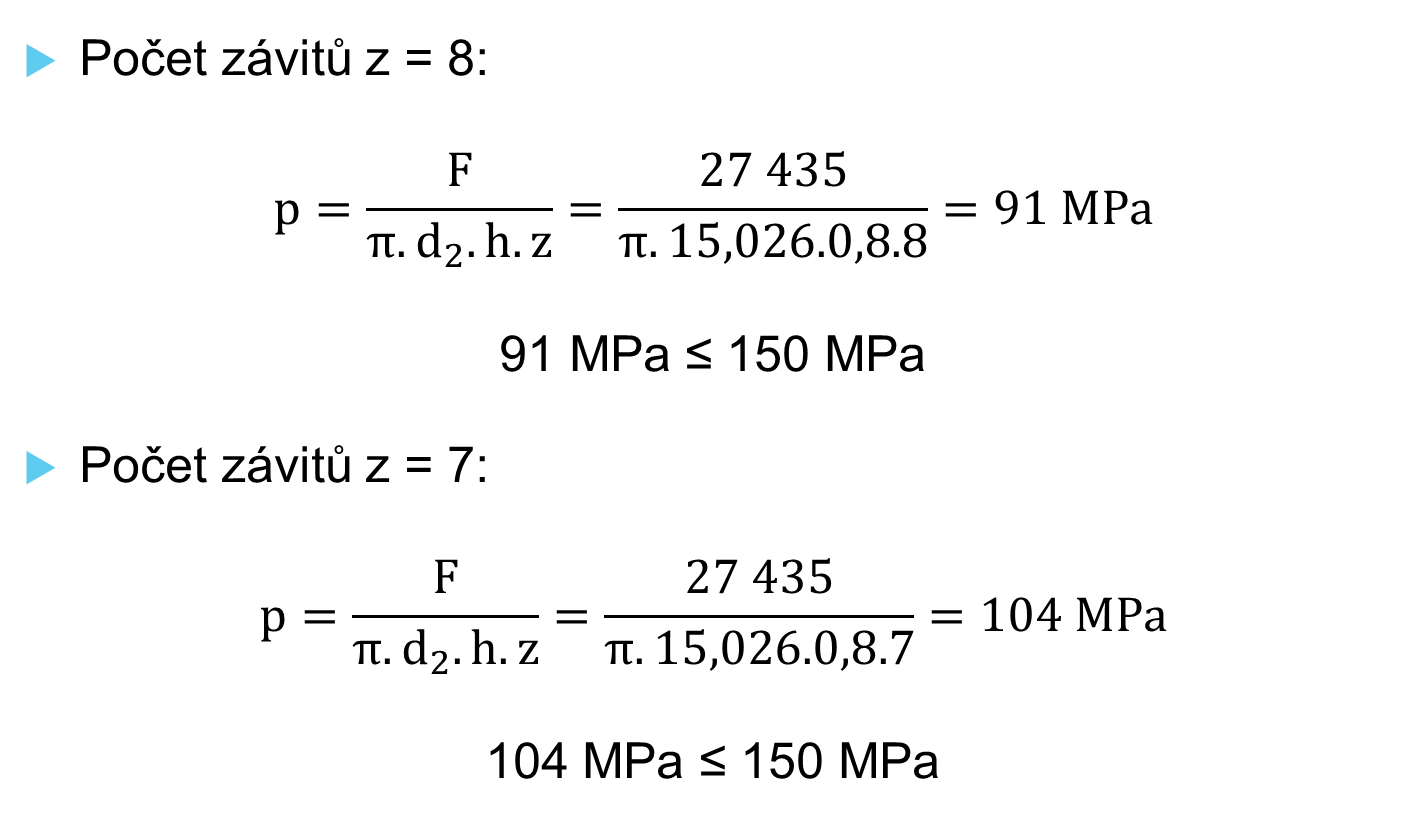 Počet závitů z = 8:
p = F / π. d₂. h. z = 27 435 / π. 15,026.0,8.8 = 91 MPa
91 MPa ≤ 150 MPa
Počet závitů z = 7:
p = F / π. d₂. h. z = 27 435 / π. 15,026.0,8.7 = 104 MPa
104 MPa ≤ 150 MPa